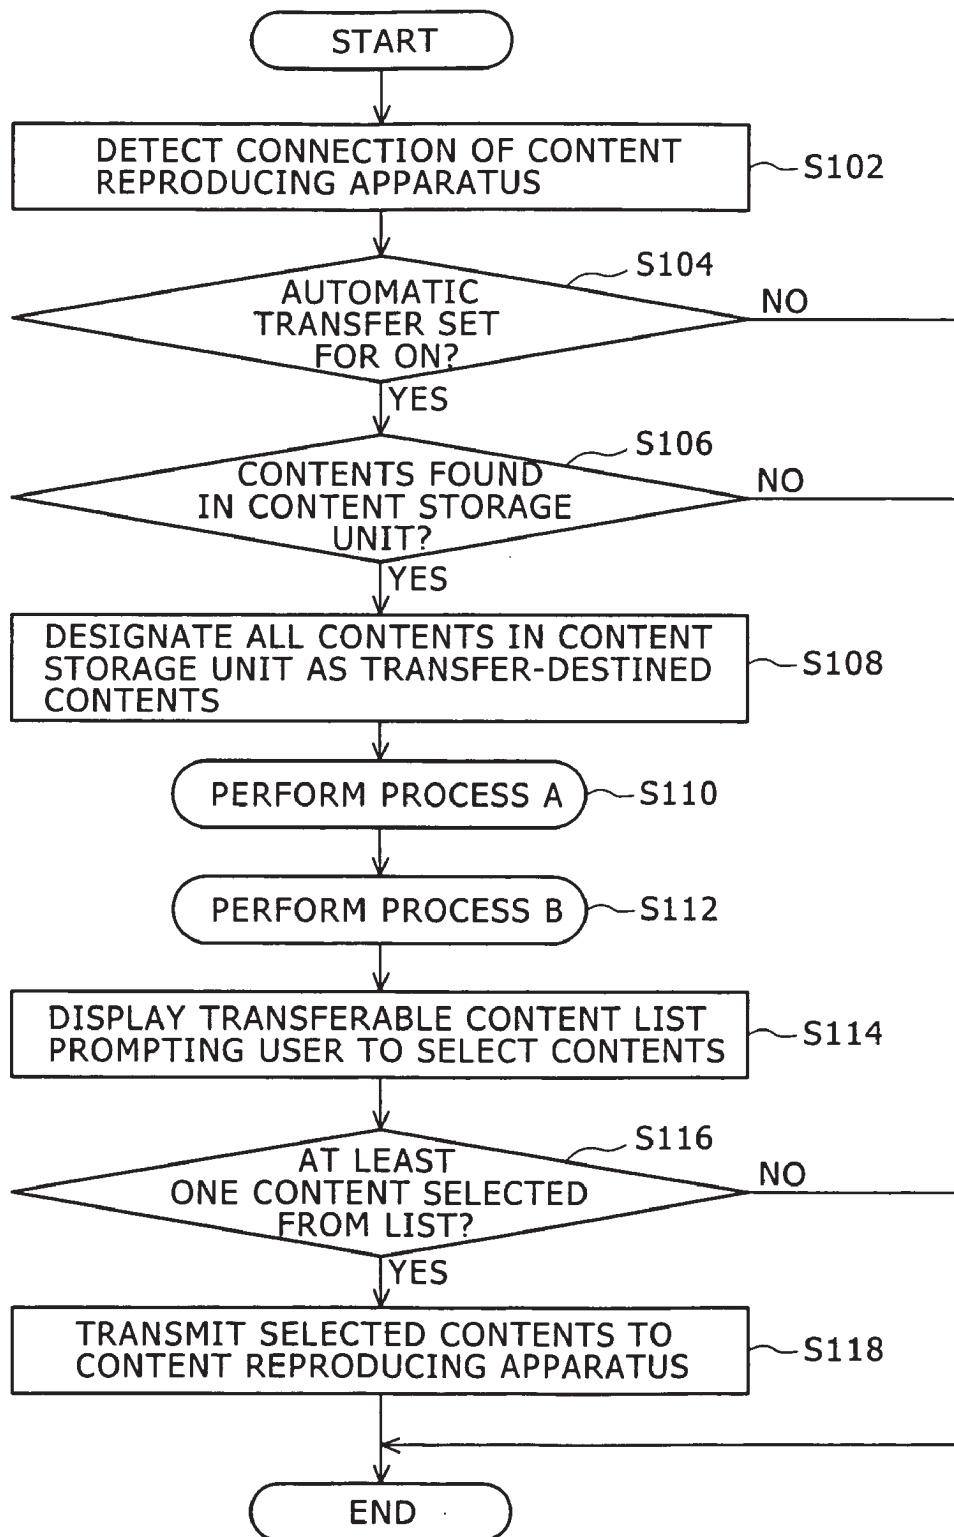 START
DETECT CONNECTION OF CONTENT
REPRODUCING APPARATUS
S102
S104
AUTOMATIC
TRANSFER SET
FOR ON?
NO
YES
S106
CONTENTS FOUND
IN CONTENT STORAGE
UNIT?
NO
YES
DESIGNATE ALL CONTENTS IN CONTENT
STORAGE UNIT AS TRANSFER-DESTINED
CONTENTS
S108
PERFORM PROCESS A
S110
PERFORM PROCESS B
S112
DISPLAY TRANSFERABLE CONTENT LIST
PROMPTING USER TO SELECT CONTENTS
S114
S116
AT LEAST
ONE CONTENT SELECTED
FROM LIST?
NO
YES
TRANSMIT SELECTED CONTENTS TO
CONTENT REPRODUCING APPARATUS
S118
END